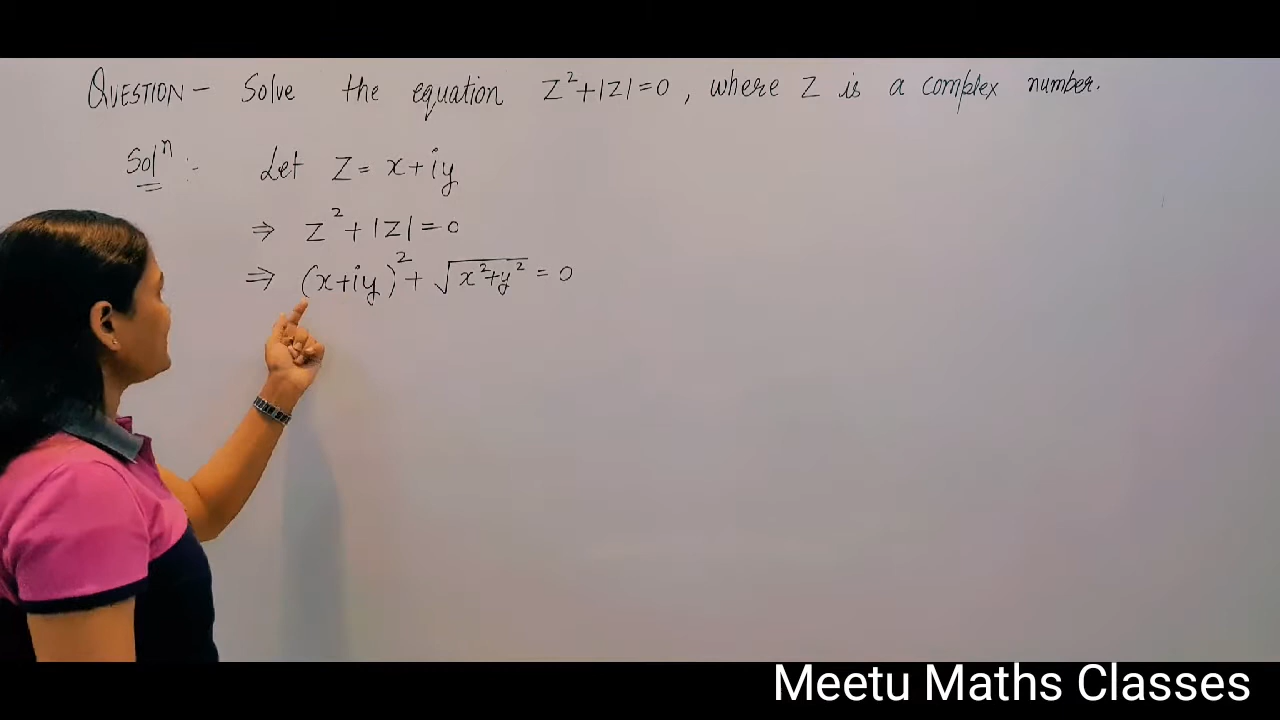 QUESTION - Solve the equation z²+|z|=0, where z is a complex number.
Solⁿ :- Let z = x+iy
⇒ z²+|z|=0
⇒ (x+iy)²+√(x²+y²) = 0
Meetu Maths Classes